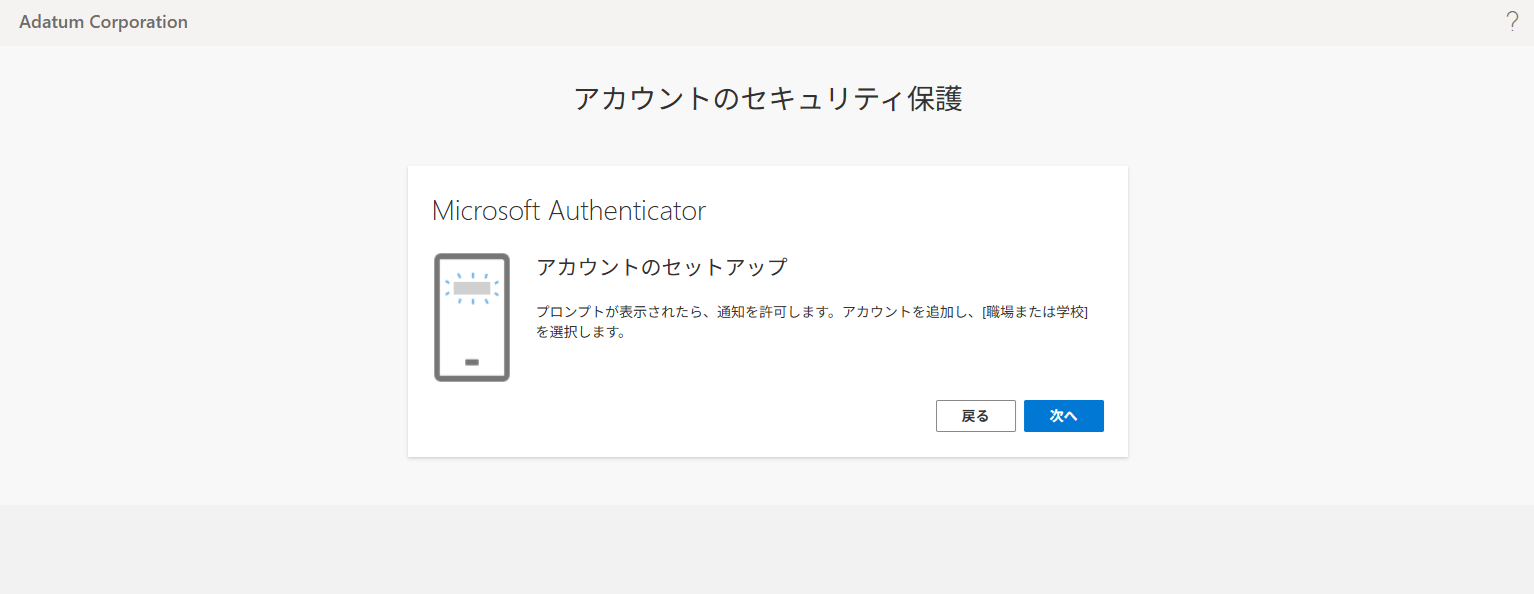 Adatum Corporation
?
アカウントのセキュリティ保護
Microsoft Authenticator
アカウントのセットアップ
プロンプトが表示されたら、通知を許可します。アカウントを追加し、[職場または学校]
を選択します。
戻る
次へ